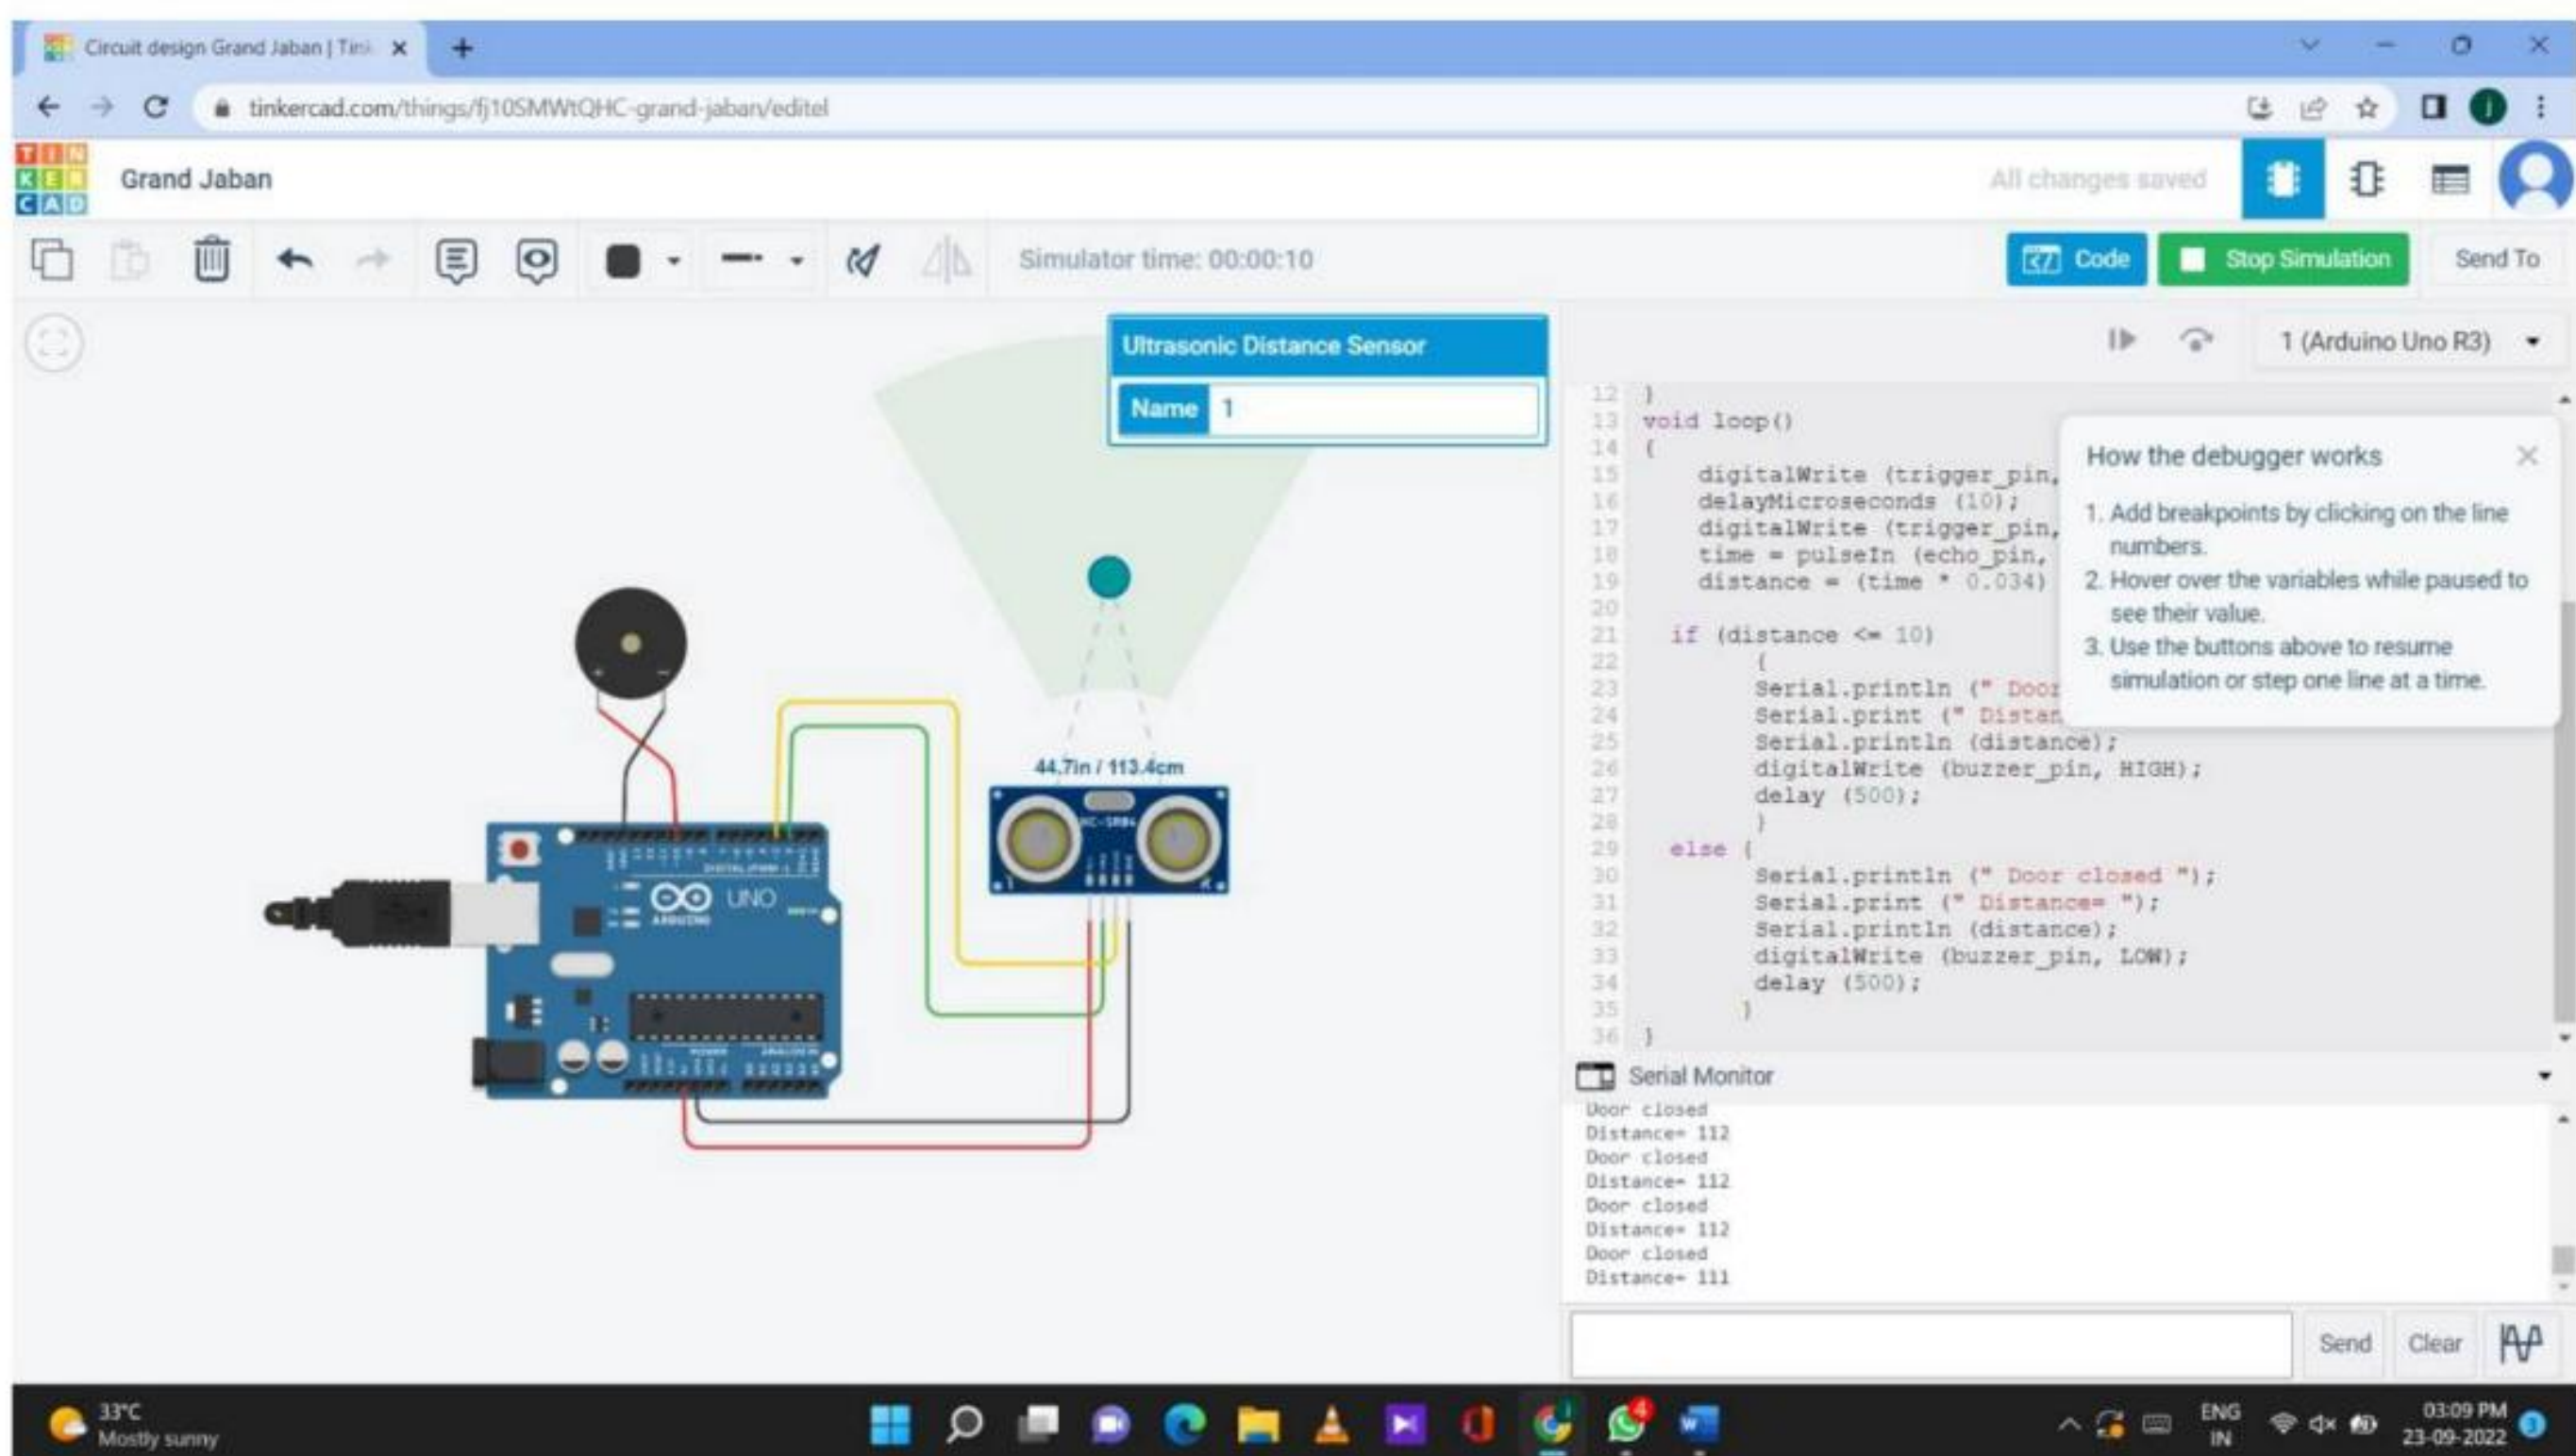 Circuit design Grand Jaban | Tink
tinkercad.com/things/fj10SMWtQHC-grand-jaban/editel
TIN
KER
CAD
Grand Jaban
All changes saved
Simulator time: 00:00:10
Code
Stop Simulation
Send To
Ultrasonic Distance Sensor
Name 1
1 (Arduino Uno R3)
12 }
13 void loop()
14 {
15 digitalWrite (trigger_pin,
16 delayMicroseconds (10);
17 digitalWrite (trigger_pin,
18 time = pulseIn (echo_pin,
19 distance = (time * 0.034)
20
21 if (distance <= 10)
22 {
23 Serial.println (" Door
24 Serial.print (" Distan
25 Serial.println (distance);
26 digitalWrite (buzzer_pin, HIGH);
27 delay (500);
28 }
29 else {
30 Serial.println (" Door closed ");
31 Serial.print (" Distance= ");
32 Serial.println (distance);
33 digitalWrite (buzzer_pin, LOW);
34 delay (500);
35 }
36 }
How the debugger works
1. Add breakpoints by clicking on the line
numbers.
2. Hover over the variables while paused to
see their value.
3. Use the buttons above to resume
simulation or step one line at a time.
44.7in / 113.4cm
HC-SR04
T R
UNO
ARDUINO
Serial Monitor
Door closed
Distance= 112
Door closed
Distance= 112
Door closed
Distance= 112
Door closed
Distance= 111
Send
Clear
33°C
Mostly sunny
4
ENG
IN
03:09 PM
23-09-2022
3